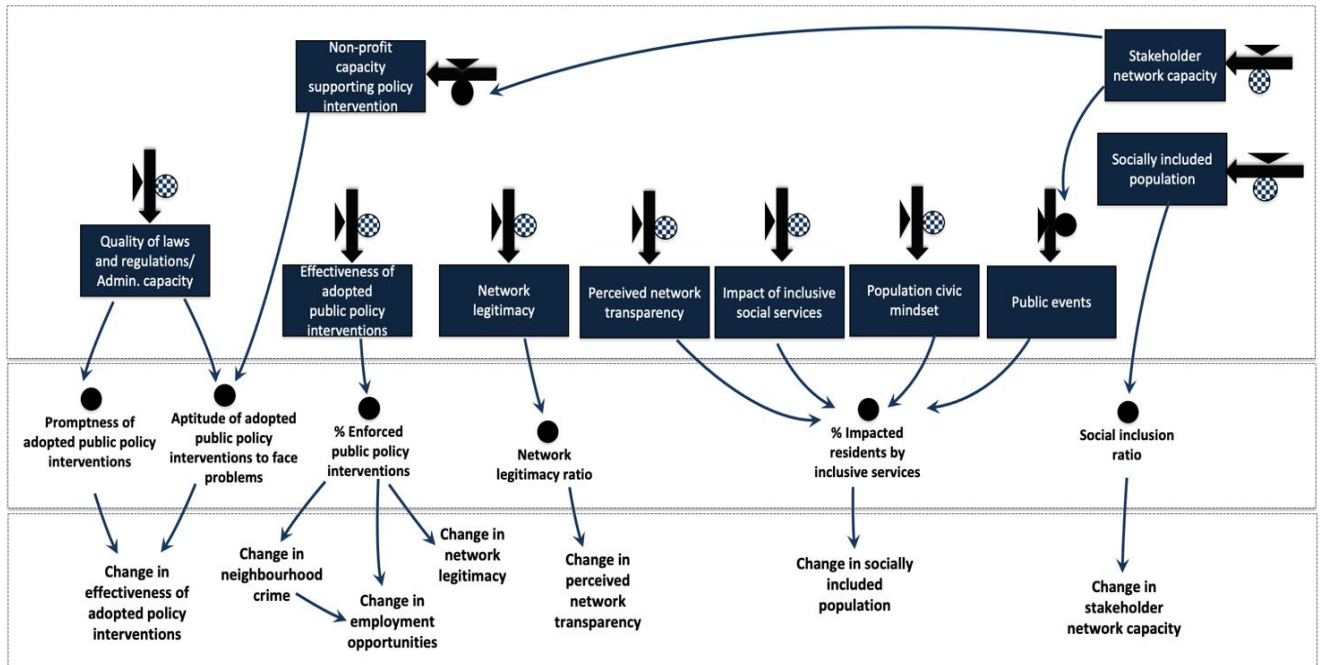 Non-profit
capacity
supporting policy
intervention
Stakeholder
network capacity
Socially included
population
Quality of laws
and regulations/
Admin. capacity
Effectiveness of
adopted
public policy
interventions
Network
legitimacy
Perceived network
transparency
Impact of inclusive
social services
Population civic
mindset
Public events
Promptness of
adopted public policy
interventions
Aptitude of adopted
public policy
interventions to face
problems
% Enforced
public policy
interventions
Network
legitimacy ratio
% Impacted
residents by
inclusive services
Social inclusion
ratio
Change in
effectiveness of
adopted policy
interventions
Change in
neighbourhood
crime
Change in
employment
opportunities
Change in
network
legitimacy
Change in
perceived
network
transparency
Change in socially
included
population
Change in
stakeholder
network capacity